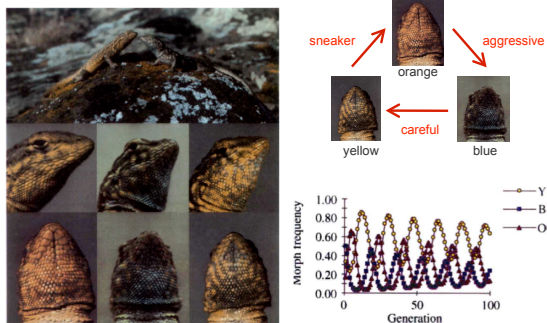 sneaker
aggressive
orange
careful
yellow
blue
Morph frequency
1.00
0.80
0.60
0.40
0.20
0.00
0
50
100
Generation
Y
B
O